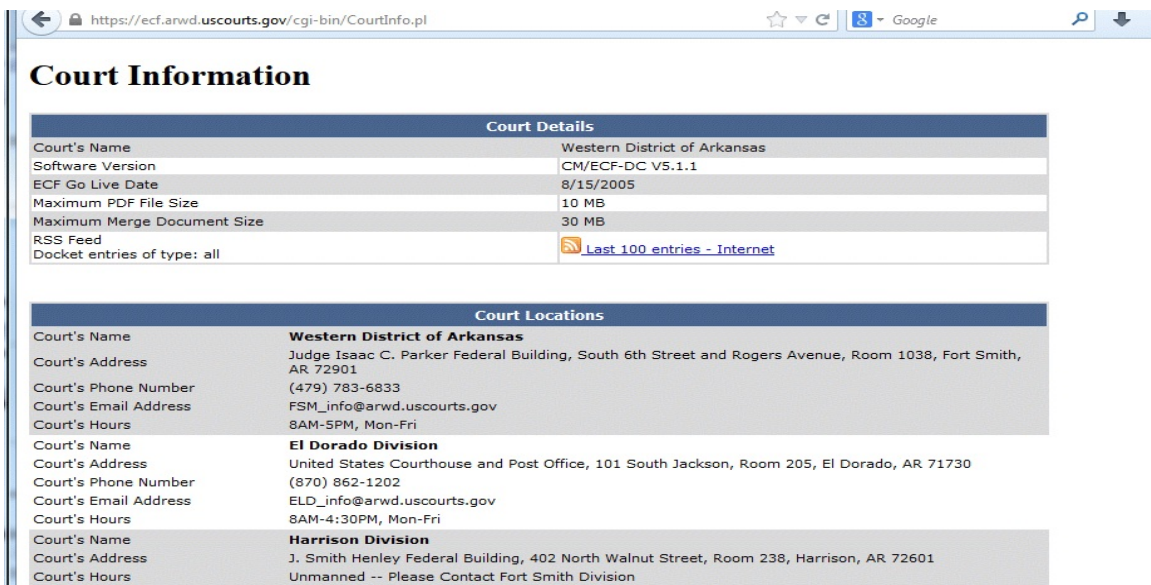 https://ecf.arwd.uscourts.gov/cgi-bin/CourtInfo.pl
8 Google
Court Information
Court Details
Court's Name Western District of Arkansas
Software Version CM/ECF-DC V5.1.1
ECF Go Live Date 8/15/2005
Maximum PDF File Size 10 MB
Maximum Merge Document Size 30 MB
RSS Feed
Docket entries of type: all Last 100 entries - Internet
Court Locations
Court's Name Western District of Arkansas
Court's Address Judge Isaac C. Parker Federal Building, South 6th Street and Rogers Avenue, Room 1038, Fort Smith,
AR 72901
Court's Phone Number (479) 783-6833
Court's Email Address FSM_info@arwd.uscourts.gov
Court's Hours 8AM-5PM, Mon-Fri
Court's Name El Dorado Division
Court's Address United States Courthouse and Post Office, 101 South Jackson, Room 205, El Dorado, AR 71730
Court's Phone Number (870) 862-1202
Court's Email Address ELD_info@arwd.uscourts.gov
Court's Hours 8AM-4:30PM, Mon-Fri
Court's Name Harrison Division
Court's Address J. Smith Henley Federal Building, 402 North Walnut Street, Room 238, Harrison, AR 72601
Court's Hours Unmanned -- Please Contact Fort Smith Division